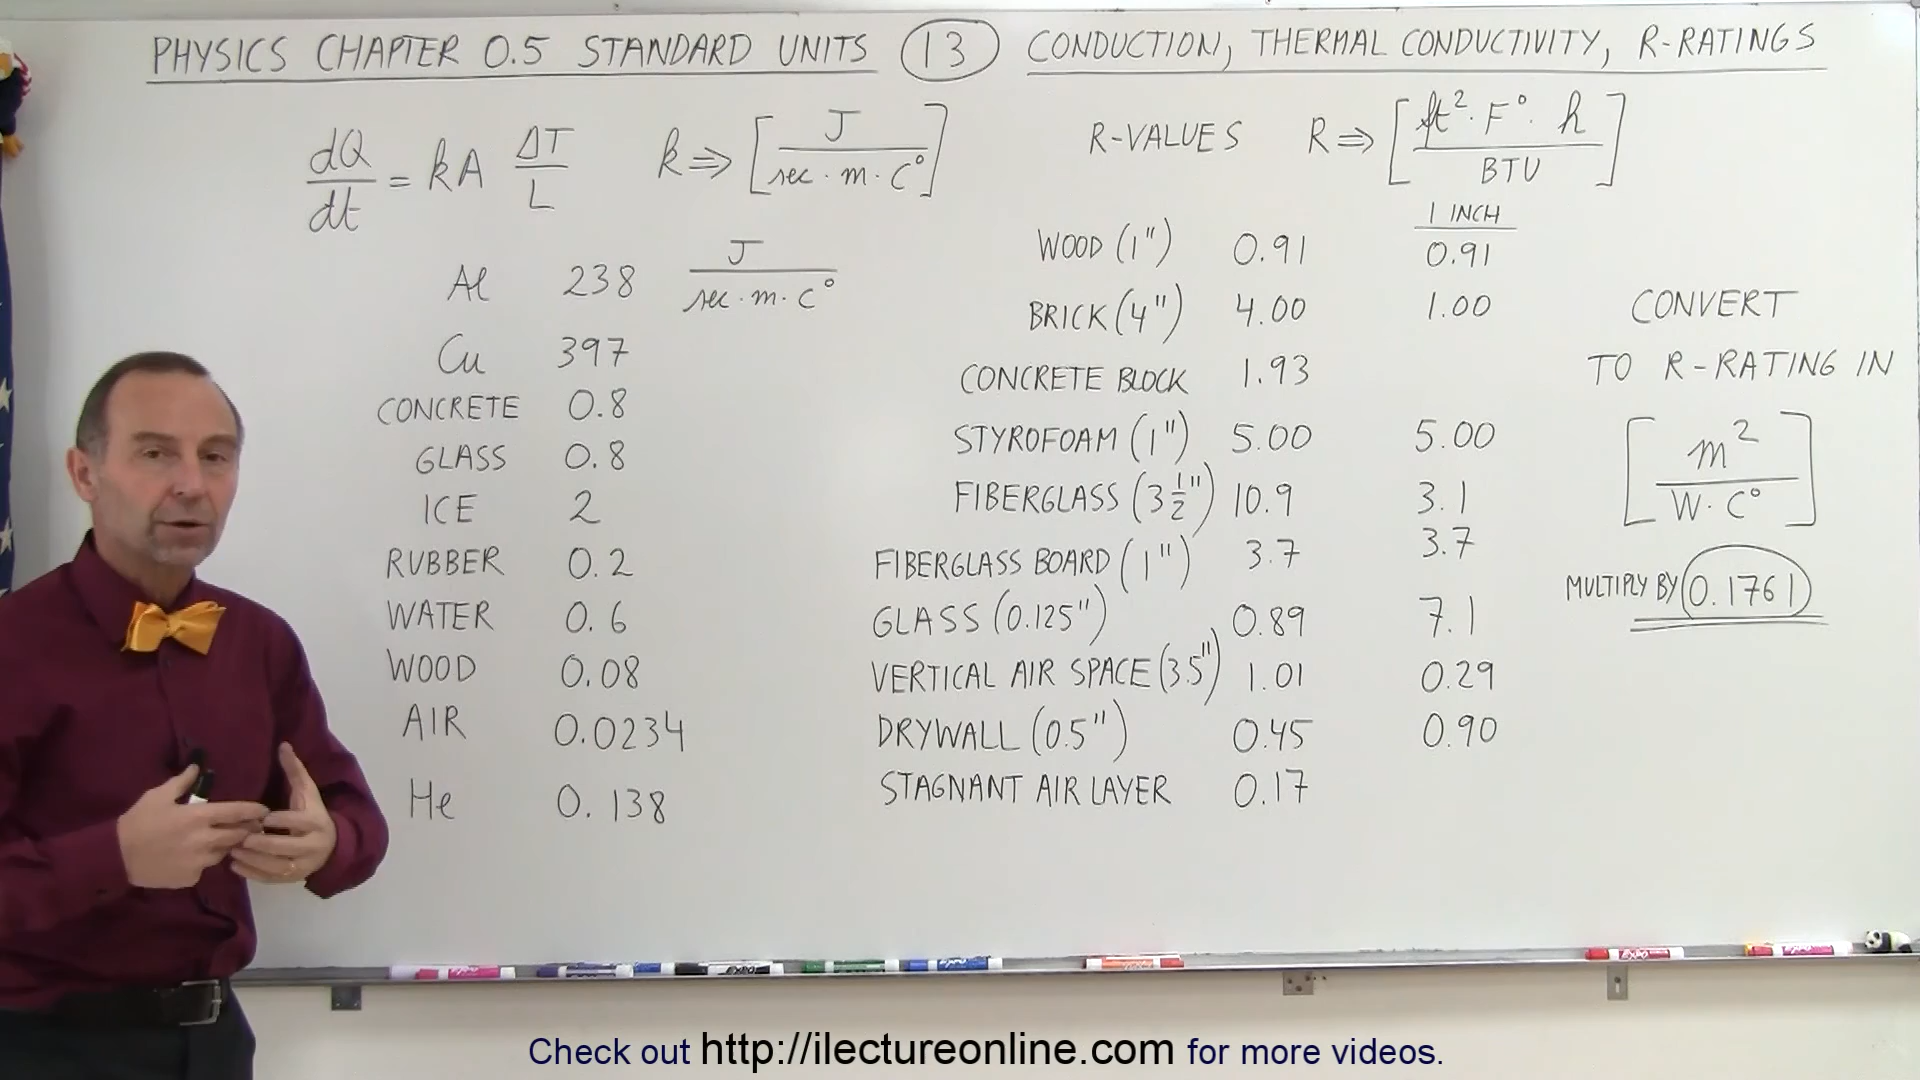 PHYSICS CHAPTER 0.5 STANDARD UNITS 13 CONDUCTION, THERMAL CONDUCTIVITY, R-RATINGS
dQ/dt = kA ΔT/L k ⇒ [J / sec · m · C°]
Al 238 J / sec · m · C°
Cu 397
CONCRETE 0.8
GLASS 0.8
ICE 2
RUBBER 0.2
WATER 0.6
WOOD 0.08
AIR 0.0234
He 0.138
R-VALUES R ⇒ [ft² · F° · h / BTU]
1 INCH
WOOD (1") 0.91 0.91
BRICK (4") 4.00 1.00
CONCRETE BLOCK 1.93
STYROFOAM (1") 5.00 5.00
FIBERGLASS (3½") 10.9 3.1
FIBERGLASS BOARD (1") 3.7 3.7
GLASS (0.125") 0.89 7.1
VERTICAL AIR SPACE (3.5") 1.01 0.29
DRYWALL (0.5") 0.45 0.90
STAGNANT AIR LAYER 0.17
CONVERT
TO R-RATING IN
[m² / W · C°]
MULTIPLY BY 0.1761
EXPO
EXPO
EXPO
Check out http://ilectureonline.com for more videos.